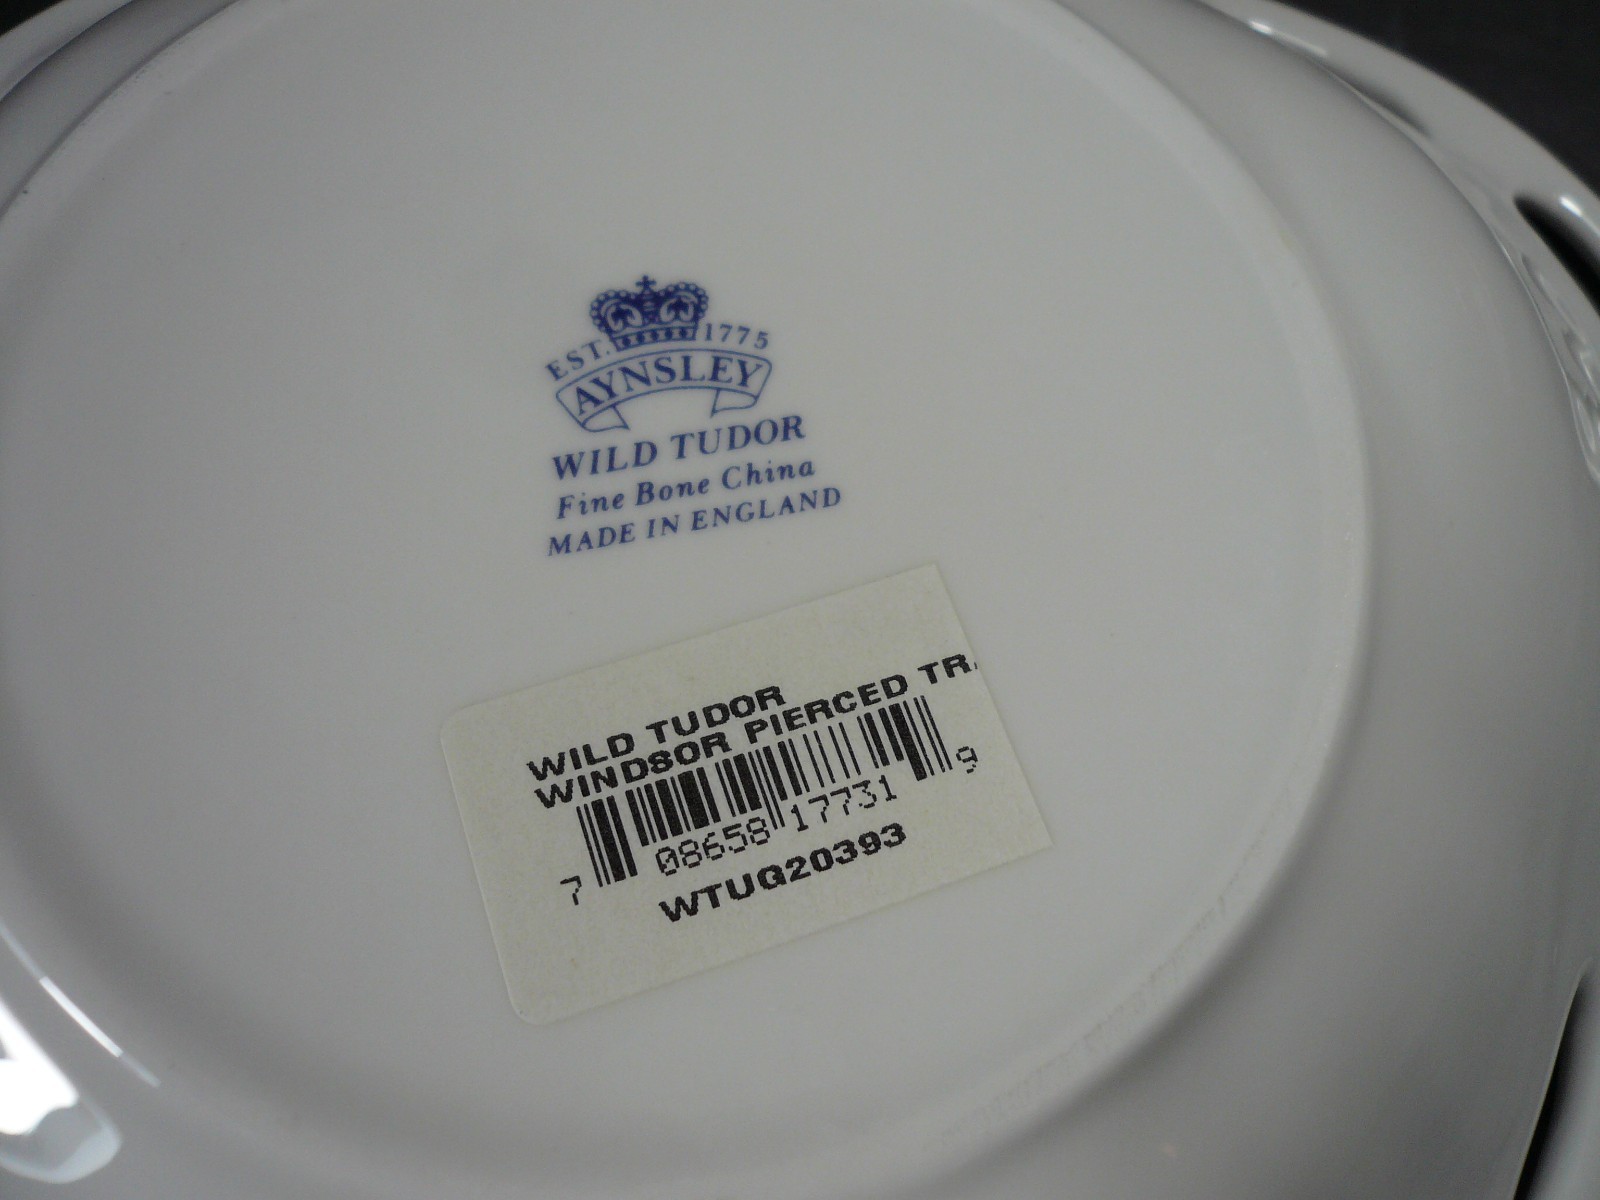 EST. 1775
AYNSLEY
WILD TUDOR
Fine Bone China
MADE IN ENGLAND
WILD TUDOR
WINDSOR PIERCED TR
7 08658 17731 9
WTUG20393